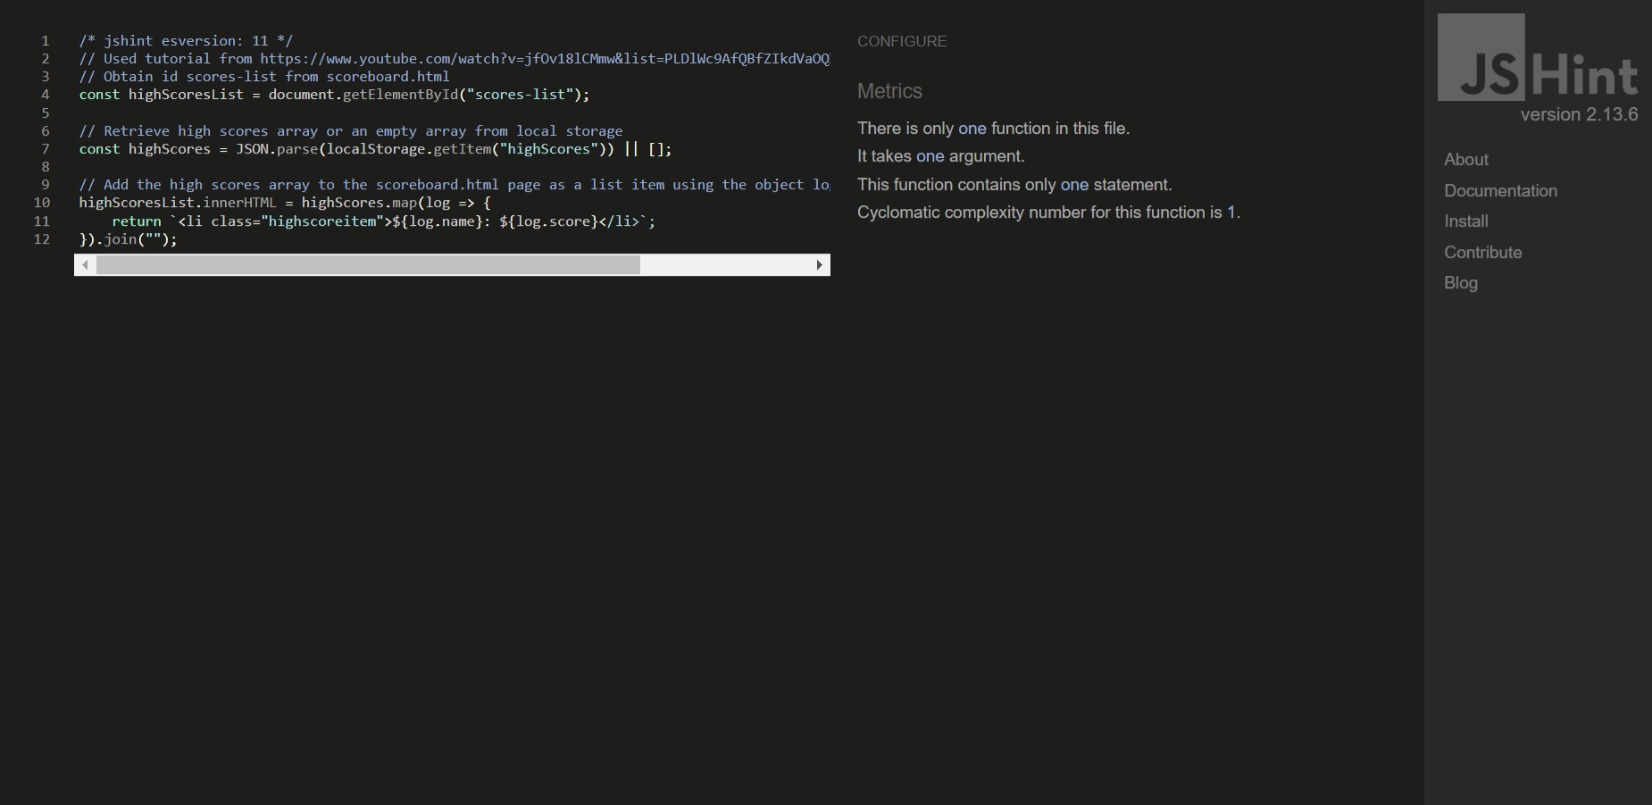 1 /* jshint esversion: 11 */
2 // Used tutorial from https://www.youtube.com/watch?v=jfOv18lCMmw&list=PLDlWc9AfQBfZIkdVaOQ
3 // Obtain id scores-list from scoreboard.html
4 const highScoresList = document.getElementById("scores-list");
5
6 // Retrieve high scores array or an empty array from local storage
7 const highScores = JSON.parse(localStorage.getItem("highScores")) || [];
8
9 // Add the high scores array to the scoreboard.html page as a list item using the object lo
10 highScoresList.innerHTML = highScores.map(log => {
11     return `<li class="highscoreitem">${log.name}: ${log.score}</li>`;
12 }).join("");
CONFIGURE
Metrics
There is only one function in this file.
It takes one argument.
This function contains only one statement.
Cyclomatic complexity number for this function is 1.
JSHint
version 2.13.6
About
Documentation
Install
Contribute
Blog